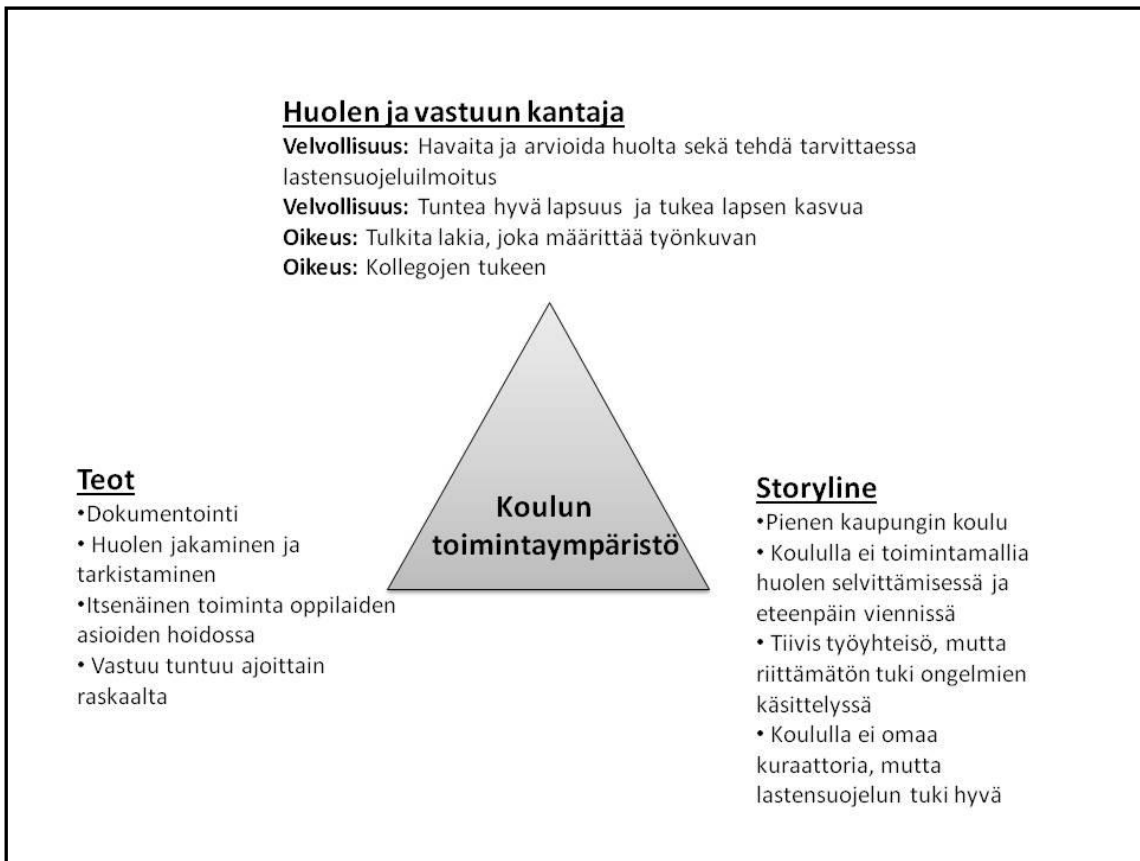 Huolen ja vastuun kantaja
Velvollisuus: Havaita ja arvioida huolta sekä tehdä tarvittaessa
lastensuojeluilmoitus
Velvollisuus: Tuntea hyvä lapsuus ja tukea lapsen kasvua
Oikeus: Tulkita lakia, joka määrittää työnkuvan
Oikeus: Kollegojen tukeen
Koulun
toimintaympäristö
Teot
•Dokumentointi
• Huolen jakaminen ja
tarkistaminen
•Itsenäinen toiminta oppilaiden
asioiden hoidossa
• Vastuu tuntuu ajoittain
raskaalta
Storyline
•Pienen kaupungin koulu
• Koululla ei toimintamallia
huolen selvittämisessä ja
eteenpäin viennissä
• Tiivis työyhteisö, mutta
riittämätön tuki ongelmien
käsittelyssä
• Koululla ei omaa
kuraattoria, mutta
lastensuojelun tuki hyvä